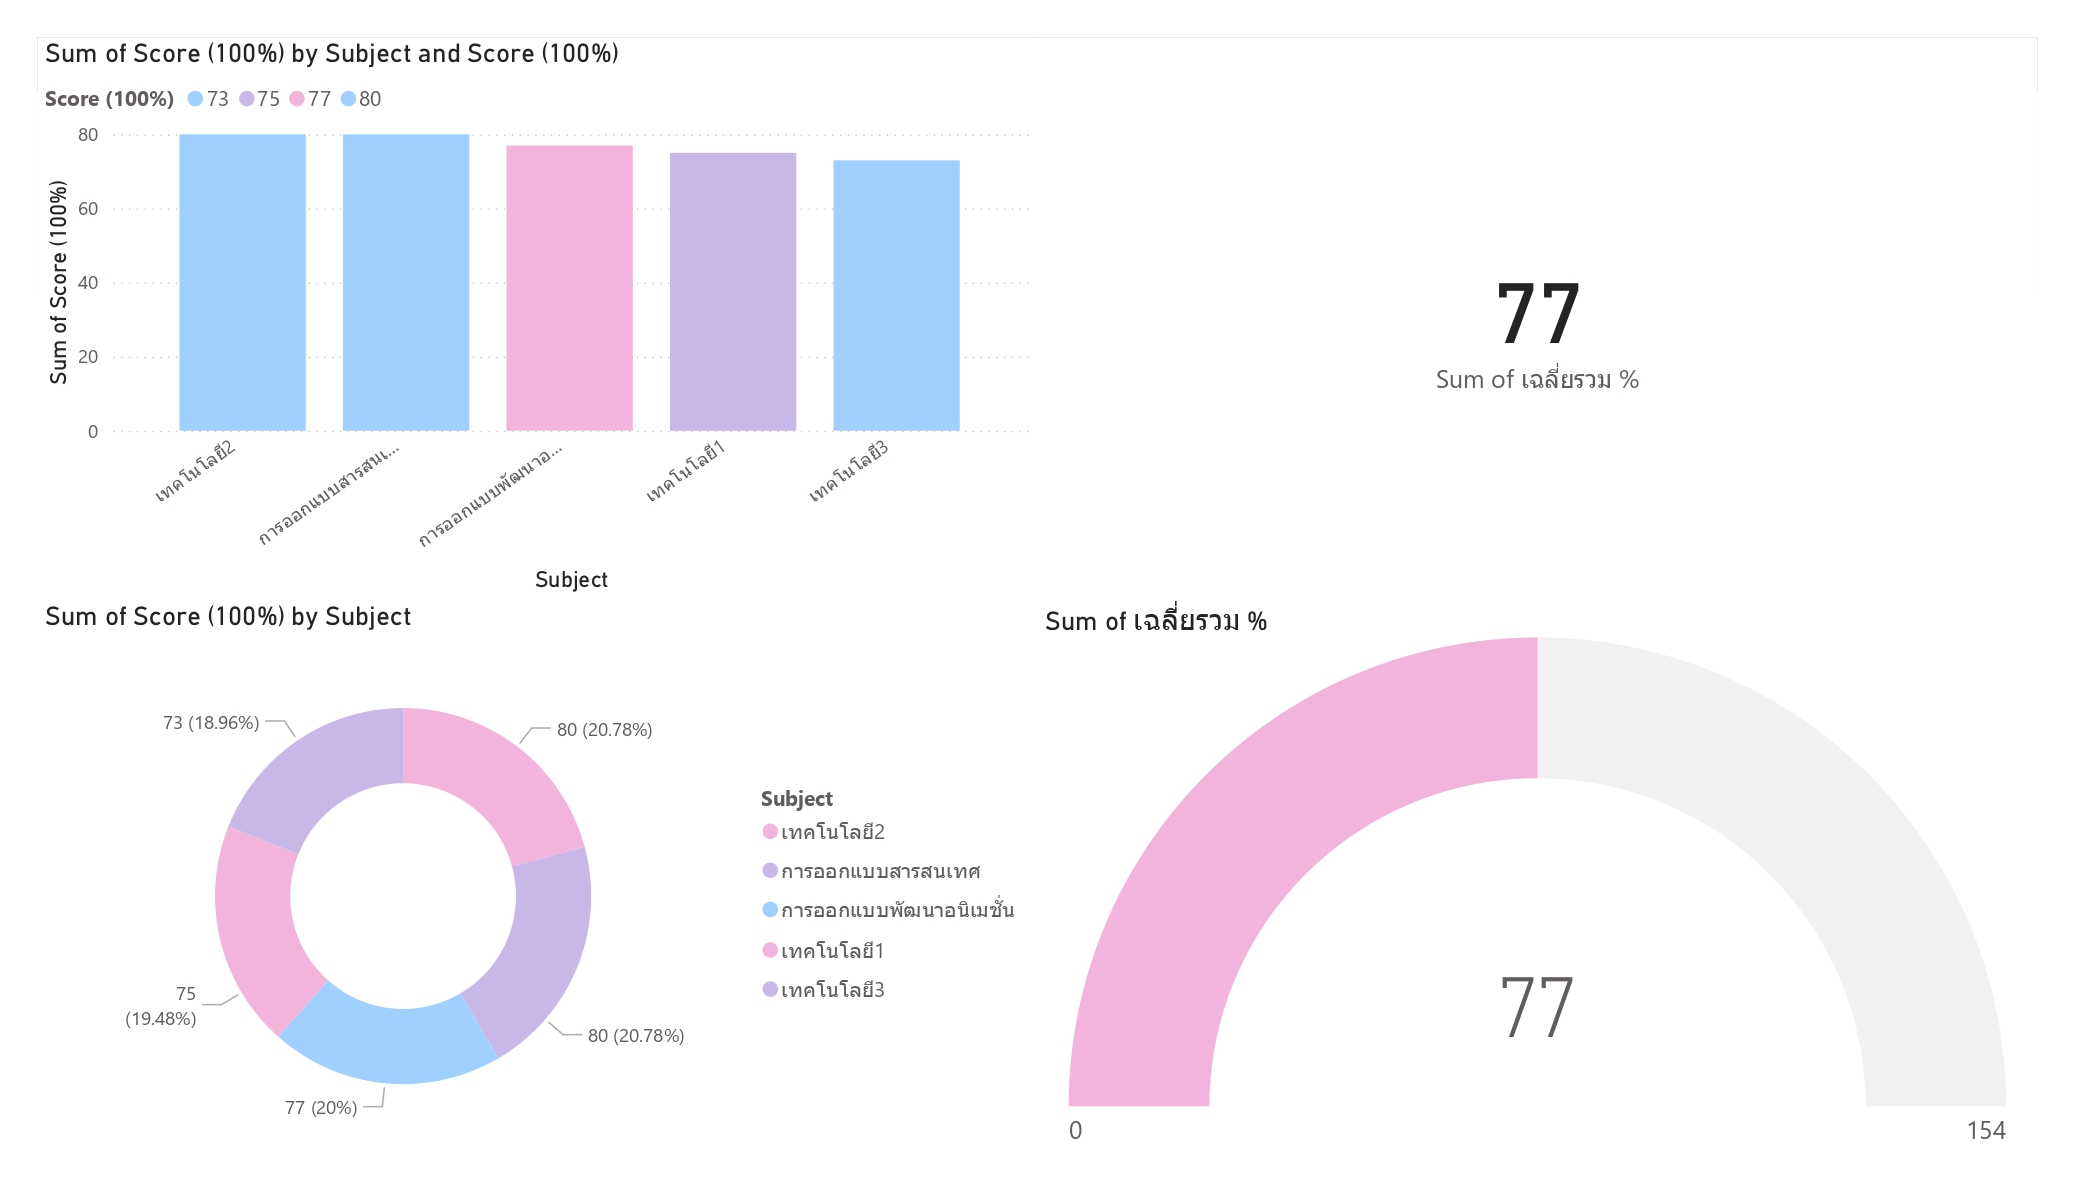 Sum of Score (100%) by Subject and Score (100%)
Score (100%) 73 75 77 80
80
60
40
20
0
Sum of Score (100%)
เทคโนโลยี2
การออกแบบสารสนเ...
การออกแบบพัฒนาอ...
เทคโนโลยี1
เทคโนโลยี3
Subject
77
Sum of เฉลี่ยรวม %
Sum of Score (100%) by Subject
73 (18.96%)
80 (20.78%)
75
(19.48%)
80 (20.78%)
77 (20%)
Subject
เทคโนโลยี2
การออกแบบสารสนเทศ
การออกแบบพัฒนาอนิเมชั่น
เทคโนโลยี1
เทคโนโลยี3
Sum of เฉลี่ยรวม %
77
0
154